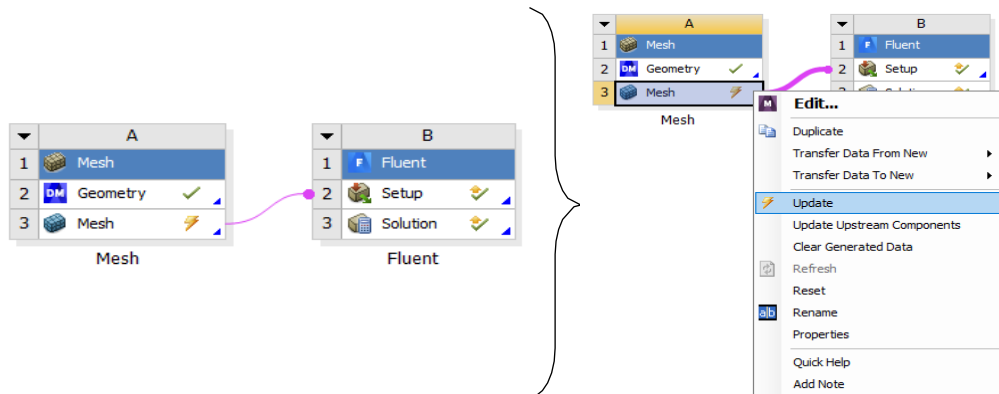 A
1 Mesh
2 DM Geometry
3 Mesh
Mesh
B
1 F Fluent
2 Setup
3 Solution
Fluent
A
1 Mesh
2 DM Geometry
3 Mesh
Mesh
B
1 F Fluent
2 Setup
M Edit...
Duplicate
Transfer Data From New
Transfer Data To New
Update
Update Upstream Components
Clear Generated Data
Refresh
Reset
a|b Rename
Properties
Quick Help
Add Note